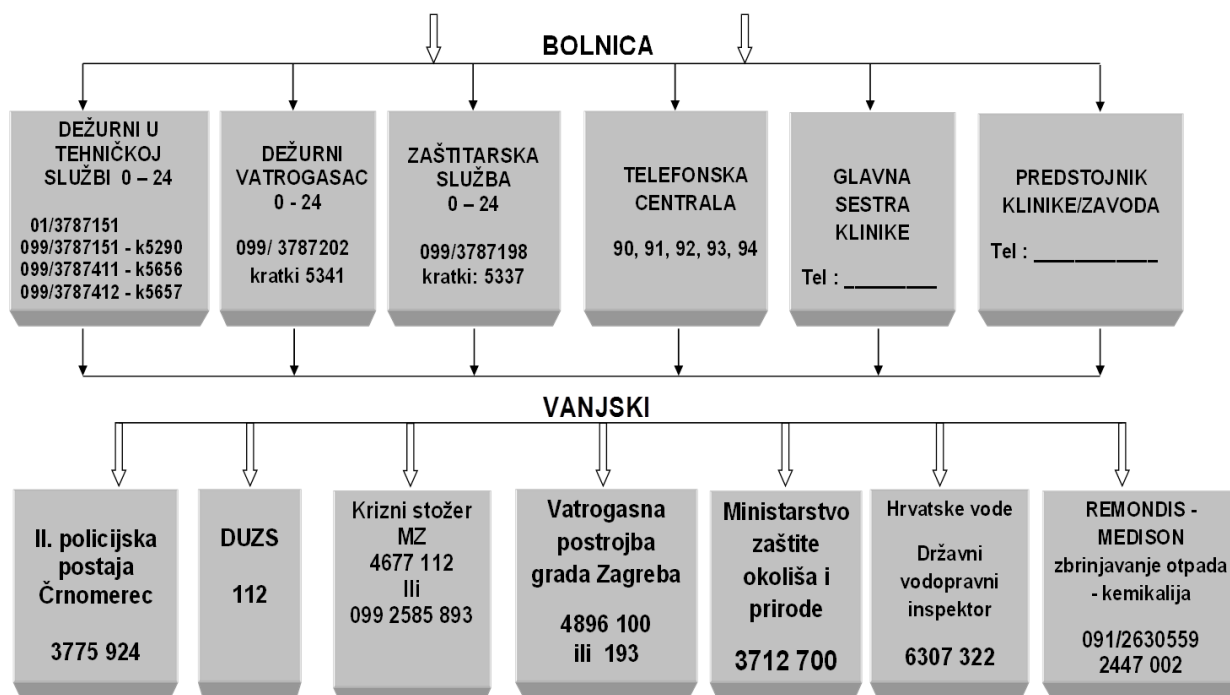 BOLNICA
DEŽURNI U
TEHNIČKOJ
SLUŽBI 0 – 24
01/3787151
099/3787151 - k5290
099/3787411 - k5656
099/3787412 - k5657
DEŽURNI
VATROGASAC
0 - 24
099/ 3787202
kratki 5341
ZAŠTITARSKA
SLUŽBA
0 – 24
099/3787198
kratki: 5337
TELEFONSKA
CENTRALA
90, 91, 92, 93, 94
GLAVNA
SESTRA
KLINIKE
Tel : _________
PREDSTOJNIK
KLINIKE/ZAVODA
Tel : ____________
VANJSKI
II. policijska
postaja
Črnomerec
3775 924
DUZS
112
Krizni stožer
MZ
4677 112
Ili
099 2585 893
Vatrogasna
postrojba
grada Zagreba
4896 100
ili 193
Ministarstvo
zaštite
okoliša i
prirode
3712 700
Hrvatske vode
Državni
vodopravni
inspektor
6307 322
REMONDIS -
MEDISON
zbrinjavanje otpada
- kemikalija
091/2630559
2447 002